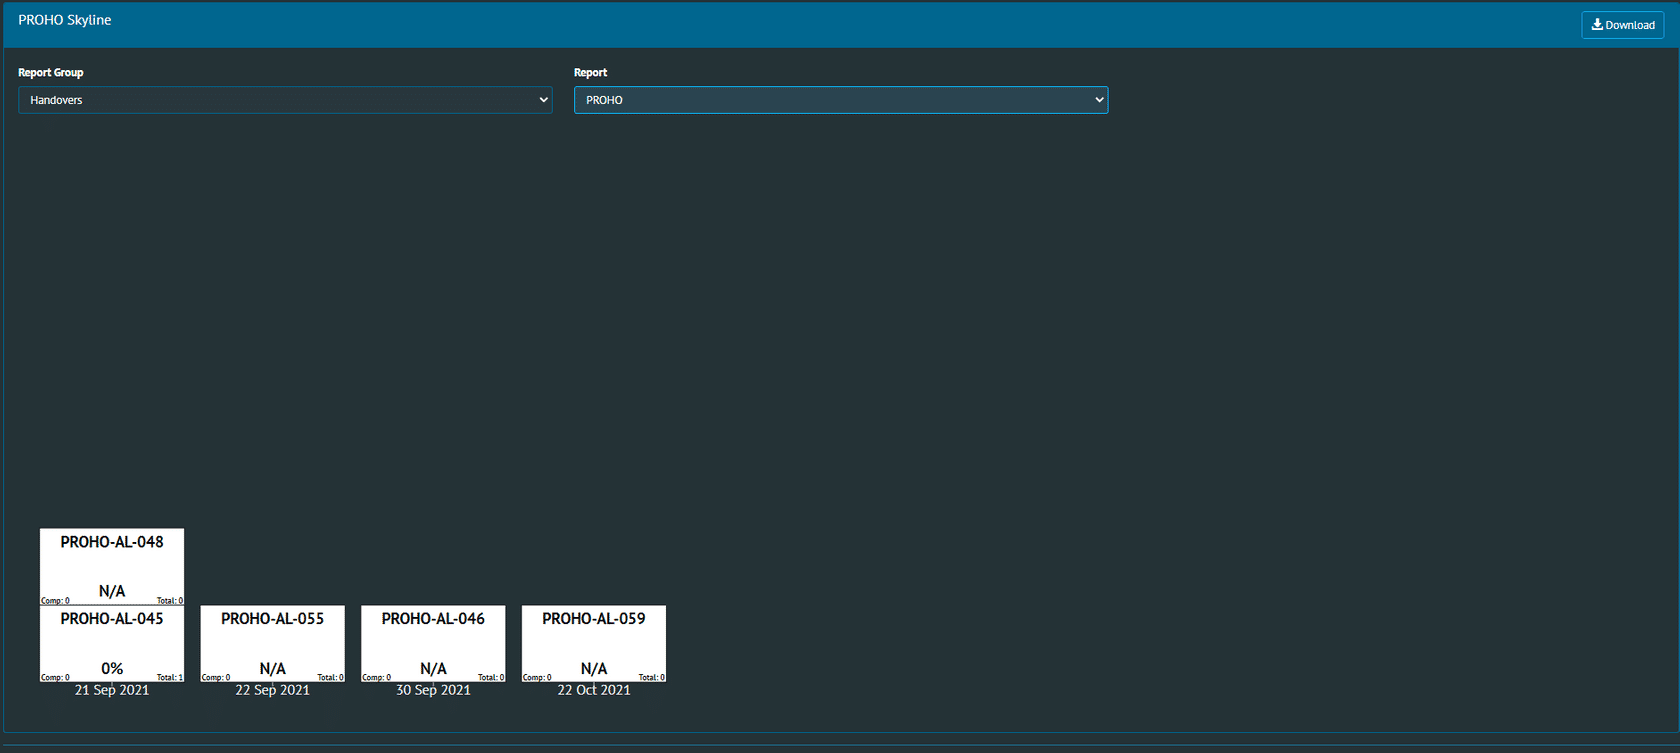 PROHO Skyline
Download
Report Group
Report
Handovers
PROHO
PROHO-AL-048
N/A
Comp: 0
Total: 0
PROHO-AL-045
0%
Comp: 0
Total: 1
21 Sep 2021
PROHO-AL-055
N/A
Comp: 0
Total: 0
22 Sep 2021
PROHO-AL-046
N/A
Comp: 0
Total: 0
30 Sep 2021
PROHO-AL-059
N/A
Comp: 0
Total: 0
22 Oct 2021